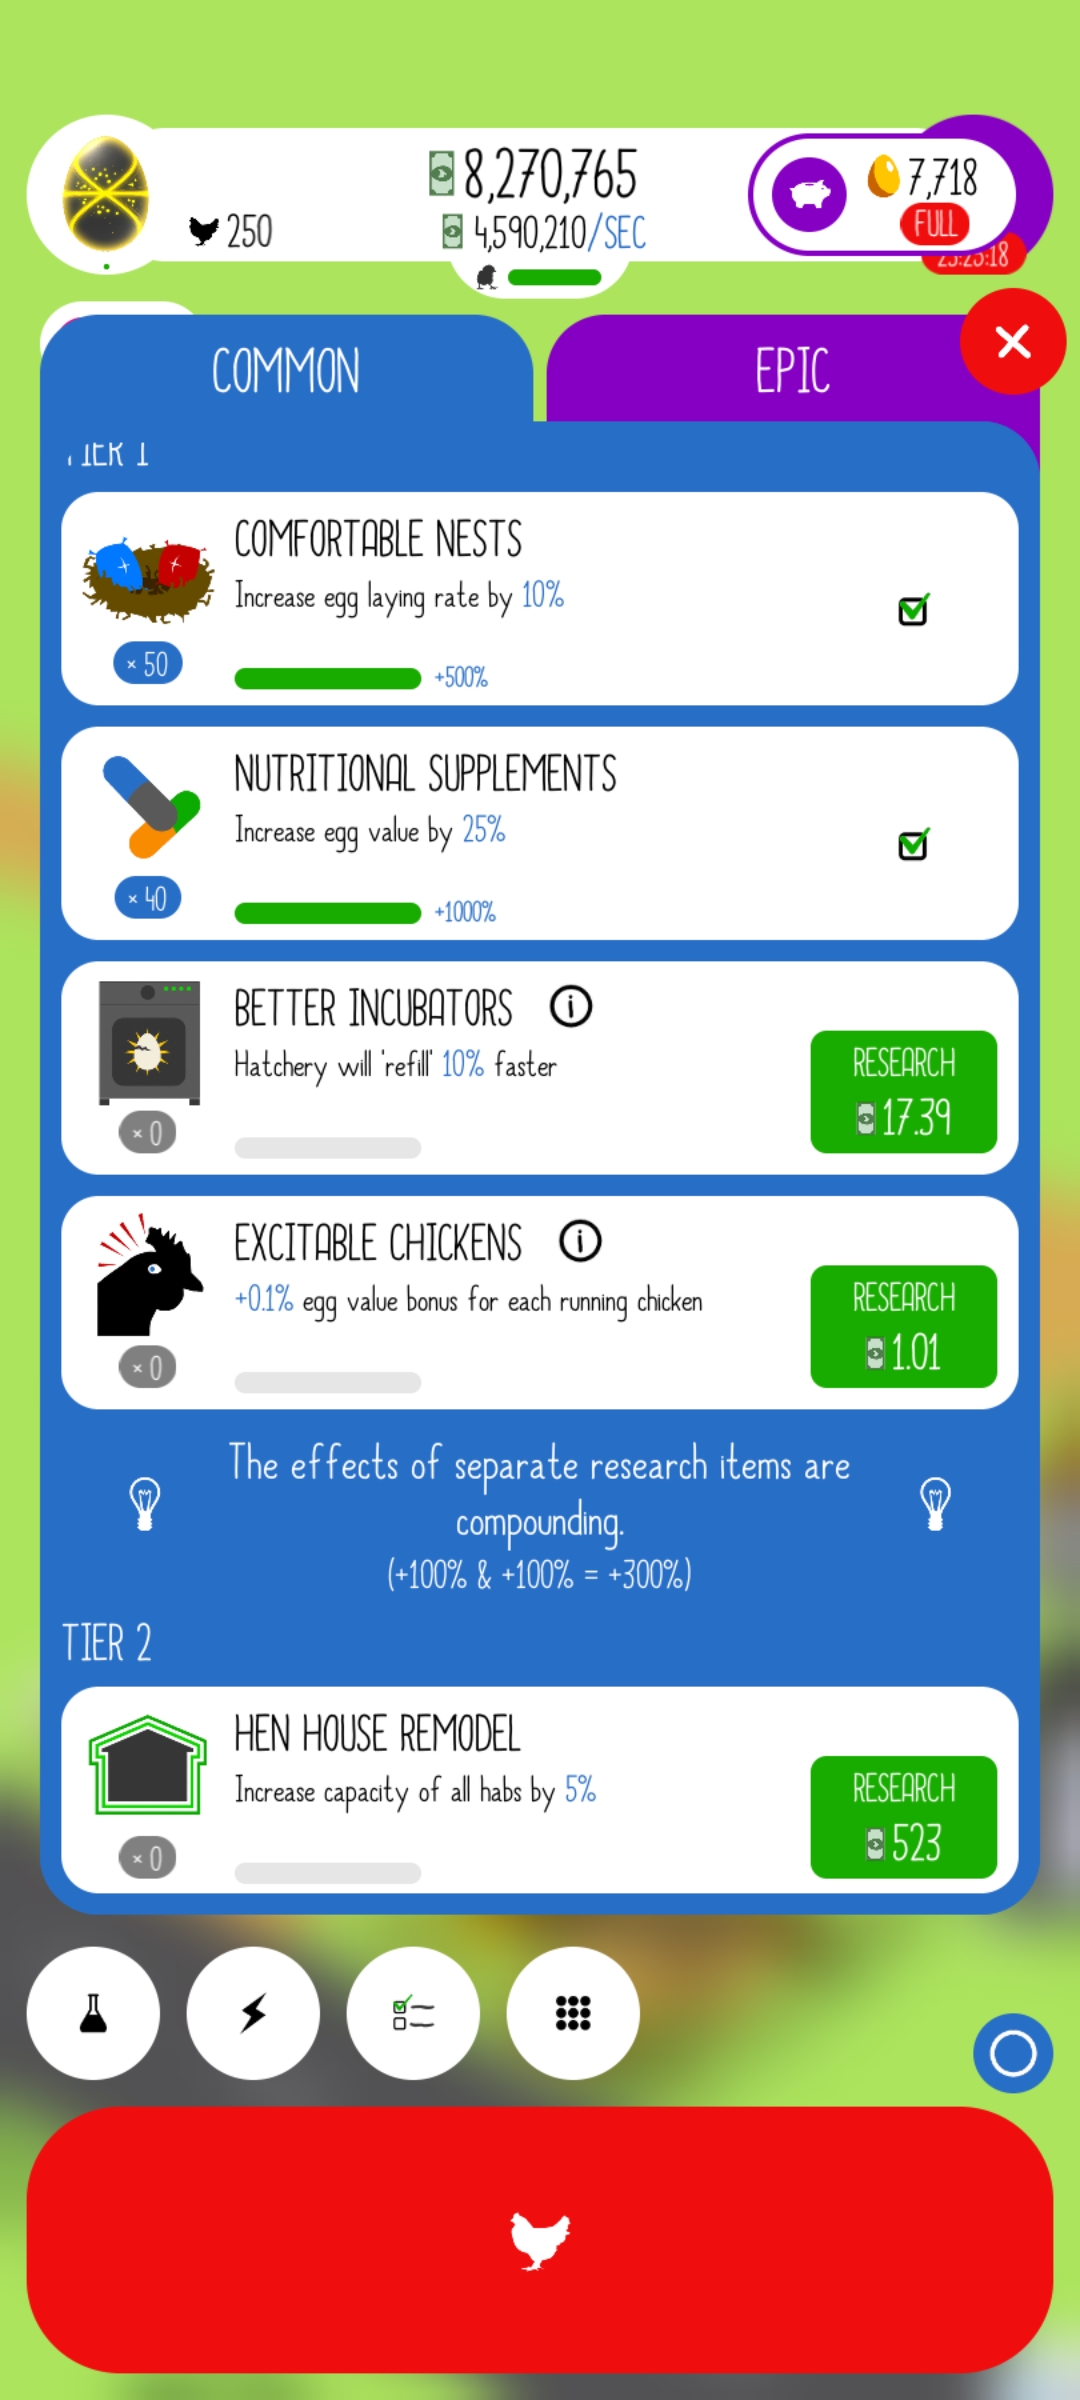 8,270,765
7,718
250
4,590,210/SEC
FULL
23:23:18
COMMON
EPIC
TIER 1
COMFORTABLE NESTS
Increase egg laying rate by 10%
× 50
+500%
NUTRITIONAL SUPPLEMENTS
Increase egg value by 25%
× 40
+1000%
BETTER INCUBATORS
Hatchery will 'refill' 10% faster
RESEARCH
17.39
× 0
EXCITABLE CHICKENS
+0.1% egg value bonus for each running chicken
RESEARCH
1.01
× 0
The effects of separate research items are
compounding.
(+100% & +100% = +300%)
TIER 2
HEN HOUSE REMODEL
Increase capacity of all habs by 5%
RESEARCH
523
× 0